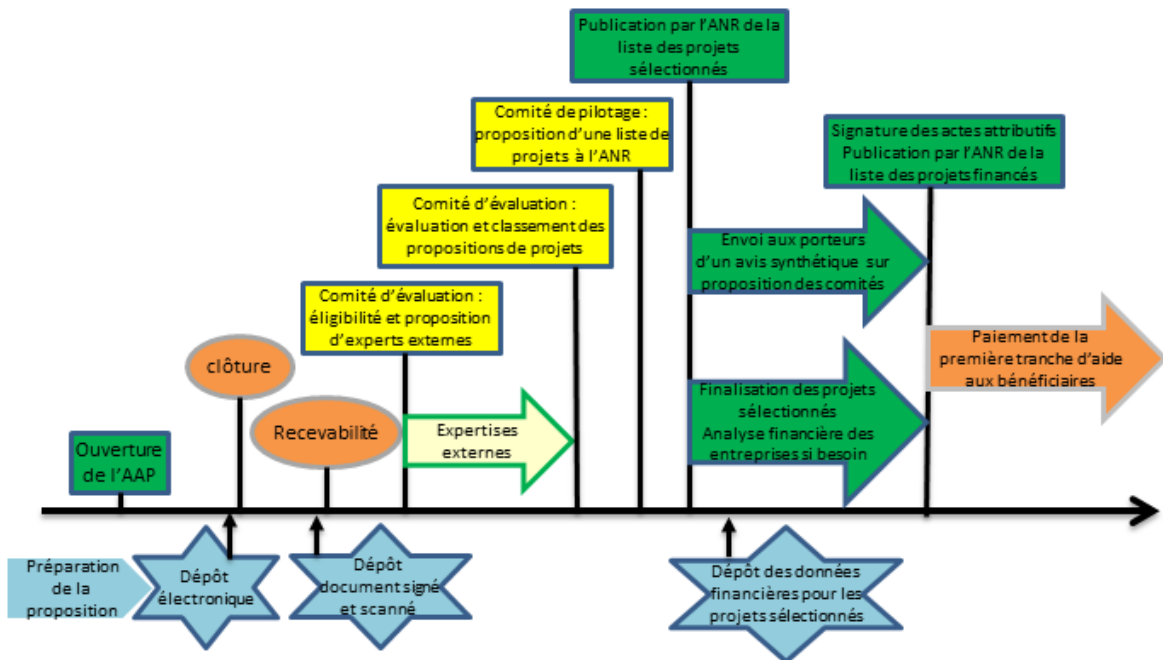 Publication par l'ANR de la
liste des projets
sélectionnés
Comité de pilotage :
proposition d'une liste de
projets à l'ANR
Signature des actes attributifs
Publication par l'ANR de la
liste des projets financés
Comité d'évaluation :
évaluation et classement des
propositions de projets
Envoi aux porteurs
d'un avis synthétique sur
proposition des comités
Comité d'évaluation :
éligibilité et proposition
d'experts externes
clôture
Paiement de la
première tranche d'aide
aux bénéficiaires
Recevabilité
Expertises
externes
Finalisation des projets
sélectionnés
Analyse financière des
entreprises si besoin
Ouverture
de l'AAP
Préparation
de la
proposition
Dépôt
électronique
Dépôt
document signé
et scanné
Dépôt des données
financières pour les
projets sélectionnés